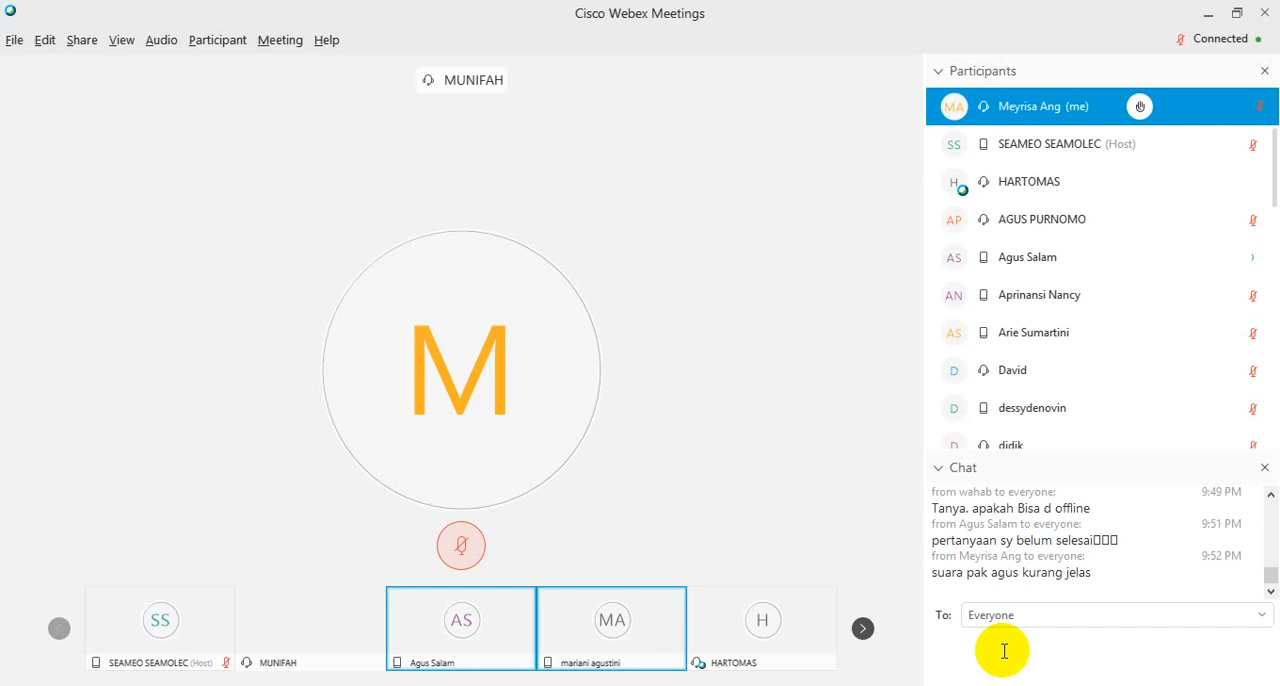 Cisco Webex Meetings
File Edit Share View Audio Participant Meeting Help
Connected
MUNIFAH
M
SS
SEAMEO SEAMOLEC (Host)
MUNIFAH
AS
Agus Salam
MA
mariani agustini
H
HARTOMAS
Participants
MA Meyrisa Ang (me)
SS SEAMEO SEAMOLEC (Host)
H HARTOMAS
AP AGUS PURNOMO
AS Agus Salam
AN Aprinansi Nancy
AS Arie Sumartini
D David
D dessydenovin
D didik
Chat
from wahab to everyone: 9:49 PM
Tanya. apakah Bisa d offline
from Agus Salam to everyone: 9:51 PM
pertanyaan sy belum selesai▯▯▯
from Meyrisa Ang to everyone: 9:52 PM
suara pak agus kurang jelas
To: Everyone